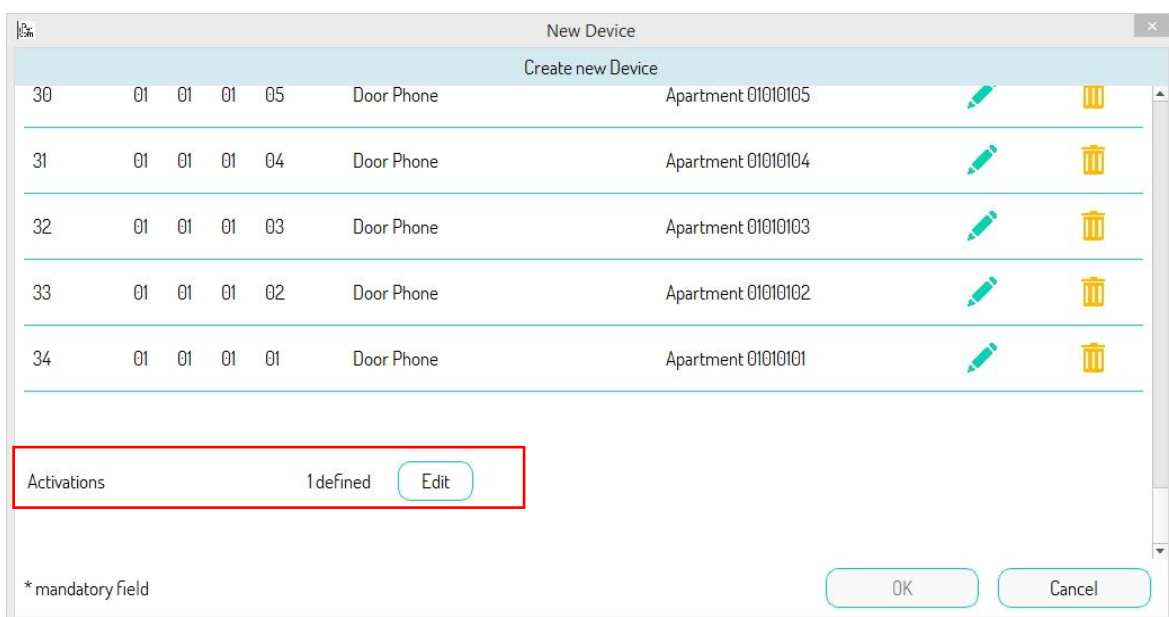 New Device
Create new Device
30 01 01 01 05 Door Phone Apartment 01010105
31 01 01 01 04 Door Phone Apartment 01010104
32 01 01 01 03 Door Phone Apartment 01010103
33 01 01 01 02 Door Phone Apartment 01010102
34 01 01 01 01 Door Phone Apartment 01010101
Activations 1 defined Edit
* mandatory field OK Cancel